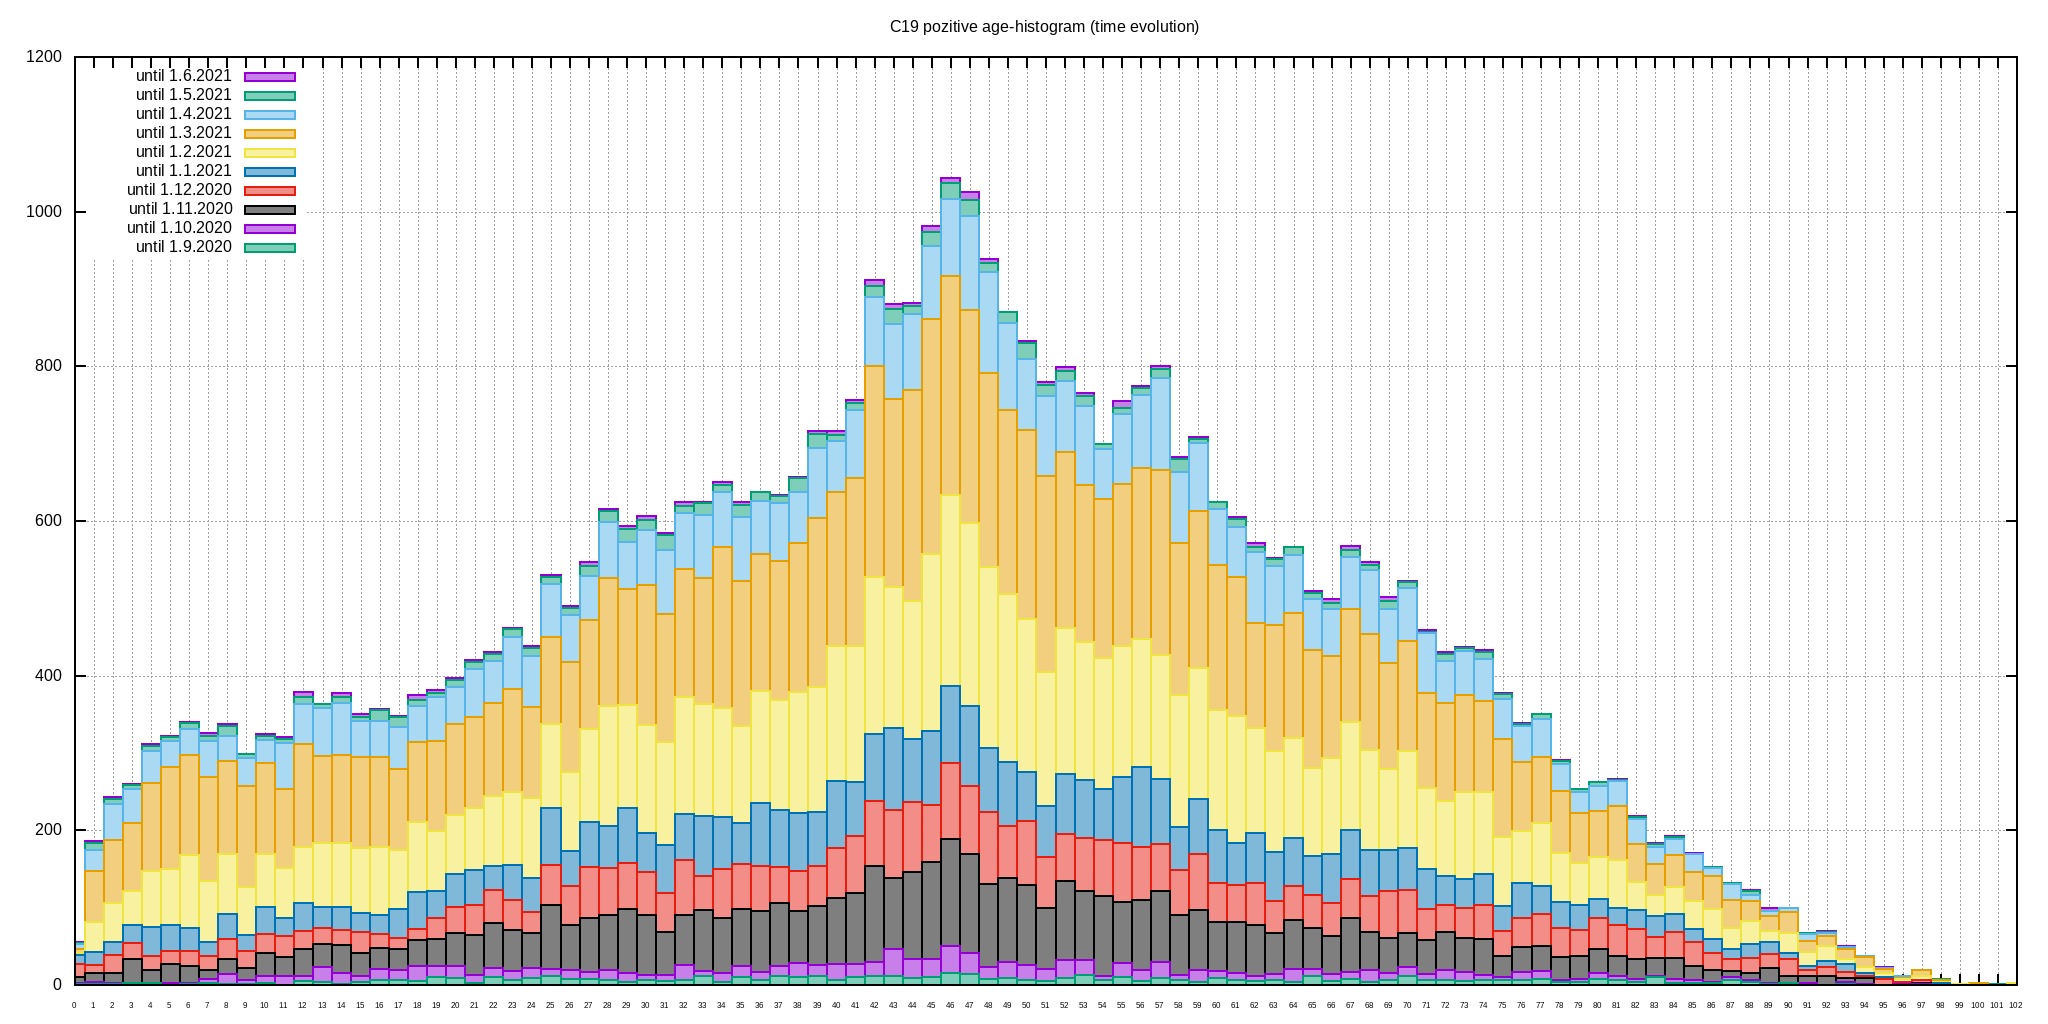 C19 pozitive age-histogram (time evolution)
1200
1000
800
600
400
200
0
until 1.6.2021
until 1.5.2021
until 1.4.2021
until 1.3.2021
until 1.2.2021
until 1.1.2021
until 1.12.2020
until 1.11.2020
until 1.10.2020
until 1.9.2020
0 1 2 3 4 5 6 7 8 9 10 11 12 13 14 15 16 17 18 19 20 21 22 23 24 25 26 27 28 29 30 31 32 33 34 35 36 37 38 39 40 41 42 43 44 45 46 47 48 49 50 51 52 53 54 55 56 57 58 59 60 61 62 63 64 65 66 67 68 69 70 71 72 73 74 75 76 77 78 79 80 81 82 83 84 85 86 87 88 89 90 91 92 93 94 95 96 97 98 99 100 101 102